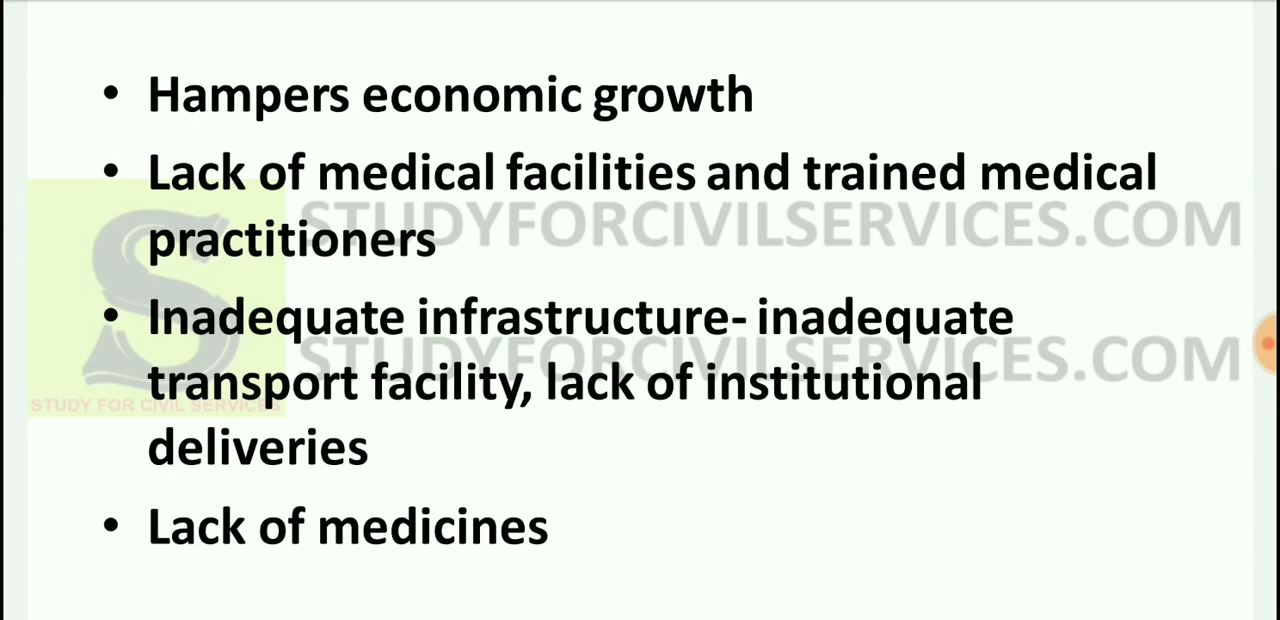 • Hampers economic growth
• Lack of medical facilities and trained medical
practitioners
STUDYFORCIVILSERVICES.COM
• Inadequate infrastructure- inadequate
transport facility, lack of institutional
STUDYFORCIVILSERVICES.COM
STUDY FOR CIVIL SERVICES
deliveries
• Lack of medicines